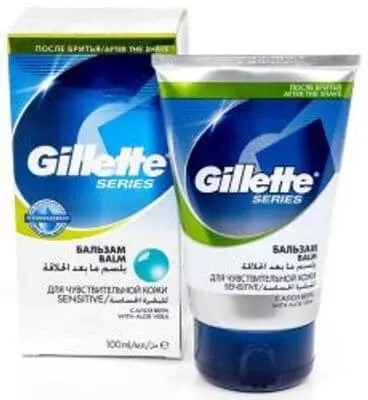 ПОСЛЕ БРИТЬЯ/AFTER THE SHAVE
Gillette
SERIES
БАЛЬЗАМ
BALM
بلسم ما بعد الحلاقة
ДЛЯ ЧУВСТВИТЕЛЬНОЙ КОЖИ
SENSITIVE/للبشرة الحساسة
С АЛОЭ ВЕРА
WITH ALOE VERA
100ml/мл/مل
ПОСЛЕ БРИТЬЯ
AFTER THE SHAVE
Gillette
SERIES
БАЛЬЗАМ
BALM
بلسم ما بعد الحلاقة
ДЛЯ ЧУВСТВИТЕЛЬНОЙ КОЖИ
SENSITIVE/للبشرة الحساسة
С АЛОЭ ВЕРА
WITH ALOE VERA